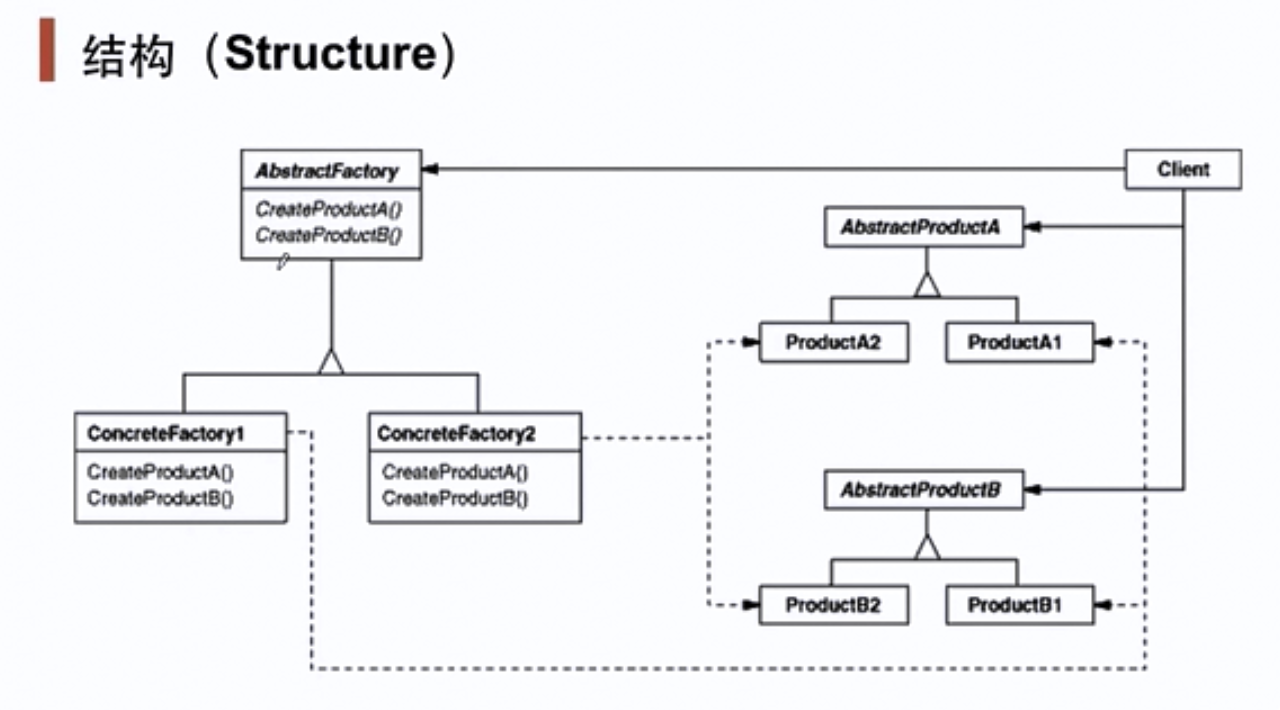 结构（Structure）
AbstractFactory
CreateProductA()
CreateProductB()
Client
AbstractProductA
ProductA2
ProductA1
ConcreteFactory1
CreateProductA()
CreateProductB()
ConcreteFactory2
CreateProductA()
CreateProductB()
AbstractProductB
ProductB2
ProductB1